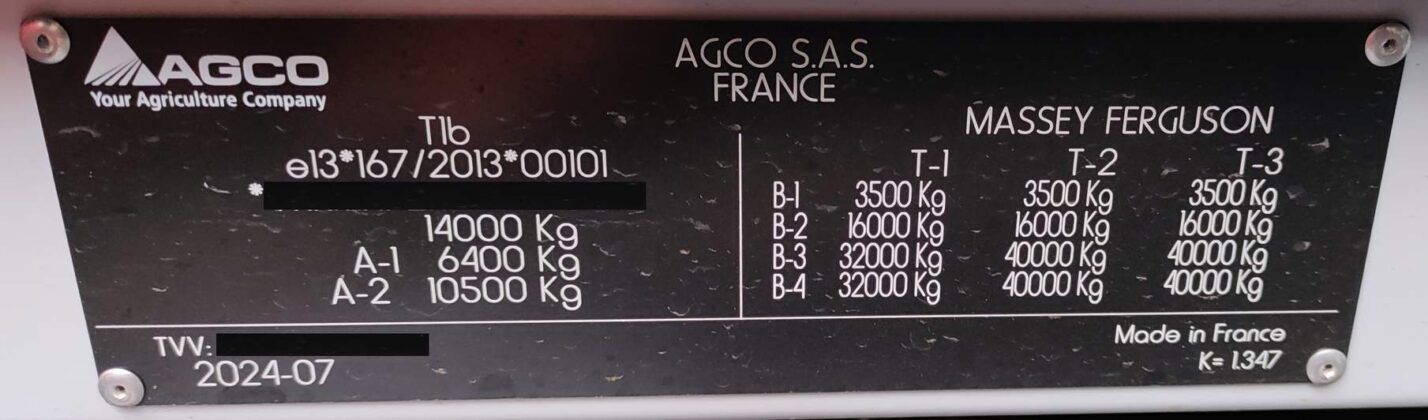 AGCO
Your Agriculture Company
AGCO S.A.S.
FRANCE
T1b
e13*167/2013*00101
*
14000 Kg
A-1 6400 Kg
A-2 10500 Kg
MASSEY FERGUSON
T-1 T-2 T-3
B-1 3500 Kg 3500 Kg 3500 Kg
B-2 16000 Kg 16000 Kg 16000 Kg
B-3 32000 Kg 40000 Kg 40000 Kg
B-4 32000 Kg 40000 Kg 40000 Kg
TVV:
2024-07
Made in France
K= 1.347